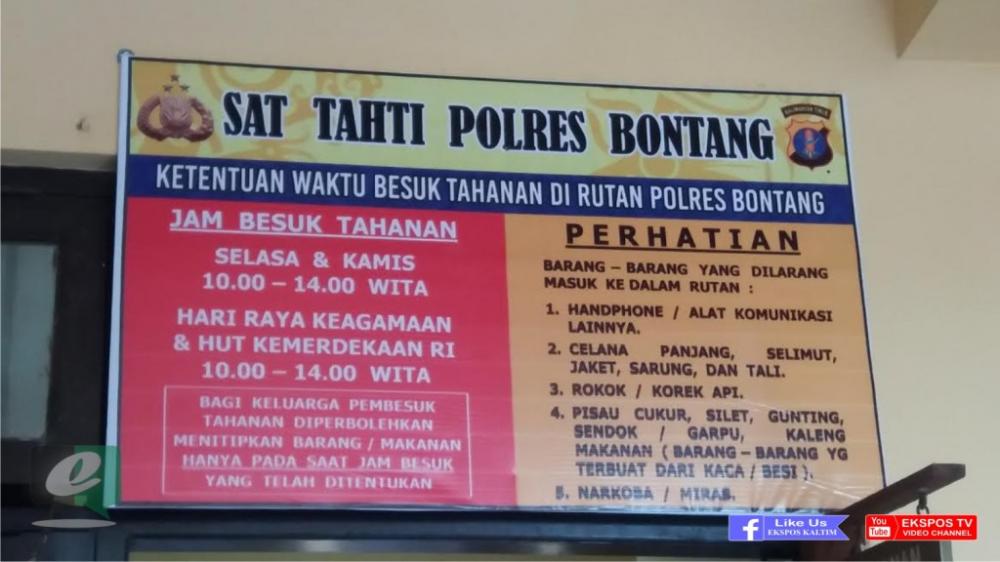 SAT TAHTI POLRES BONTANG
KALIMANTAN TIMUR
KETENTUAN WAKTU BESUK TAHANAN DI RUTAN POLRES BONTANG
JAM BESUK TAHANAN
SELASA & KAMIS
10.00 – 14.00 WITA
HARI RAYA KEAGAMAAN
& HUT KEMERDEKAAN RI
10.00 – 14.00 WITA
BAGI KELUARGA PEMBESUK
TAHANAN DIPERBOLEHKAN
MENITIPKAN BARANG / MAKANAN
HANYA PADA SAAT JAM BESUK
YANG TELAH DITENTUKAN
PERHATIAN
BARANG – BARANG YANG DILARANG
MASUK KE DALAM RUTAN :
1. HANDPHONE / ALAT KOMUNIKASI
LAINNYA.
2. CELANA PANJANG, SELIMUT,
JAKET, SARUNG, DAN TALI.
3. ROKOK / KOREK API.
4. PISAU CUKUR, SILET, GUNTING,
SENDOK / GARPU, KALENG
MAKANAN ( BARANG – BARANG YG
TERBUAT DARI KACA / BESI ).
5. NARKOBA / MIRAS.
e
f Like Us
EKSPOS KALTIM
You Tube EKSPOS TV
VIDEO CHANNEL